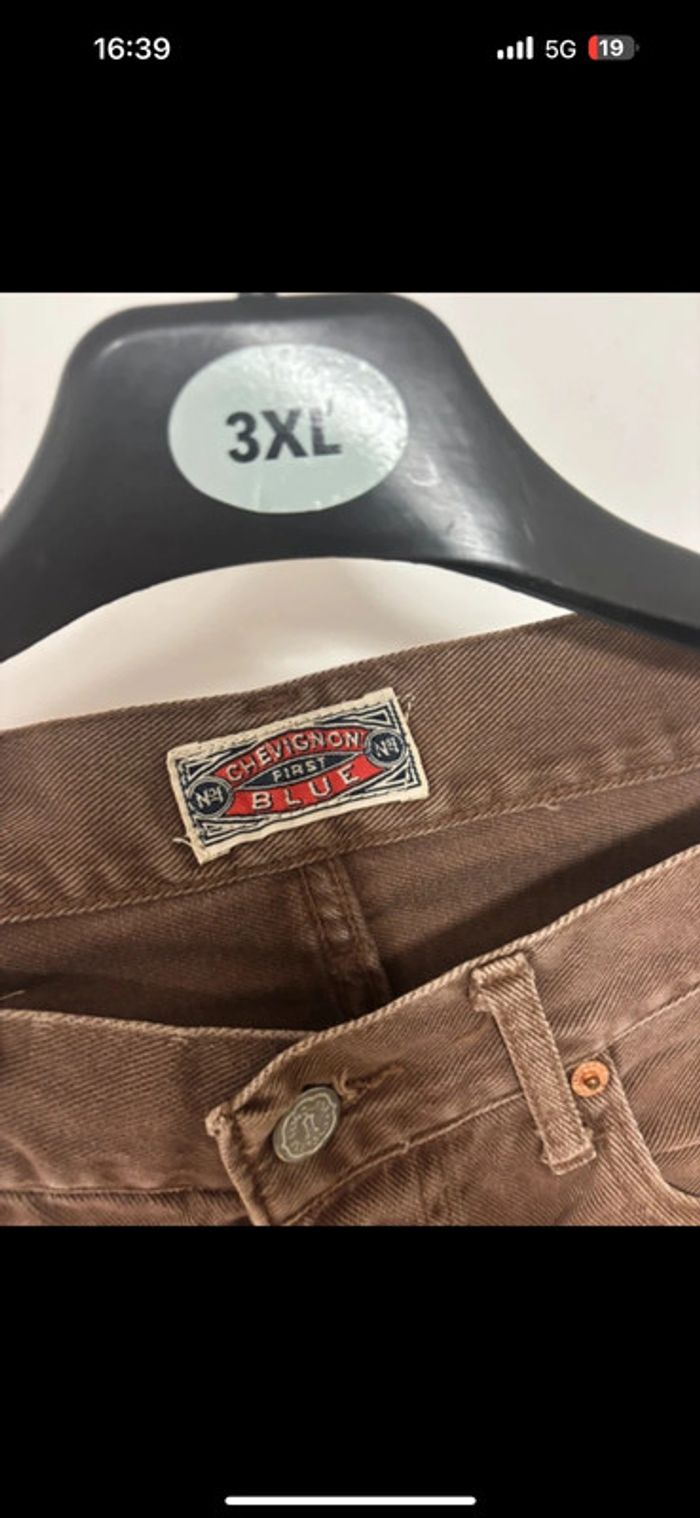 16:39
5G
19
3XL
CHEVIGNON
Nº1
FIRST
Nº1
BLUE